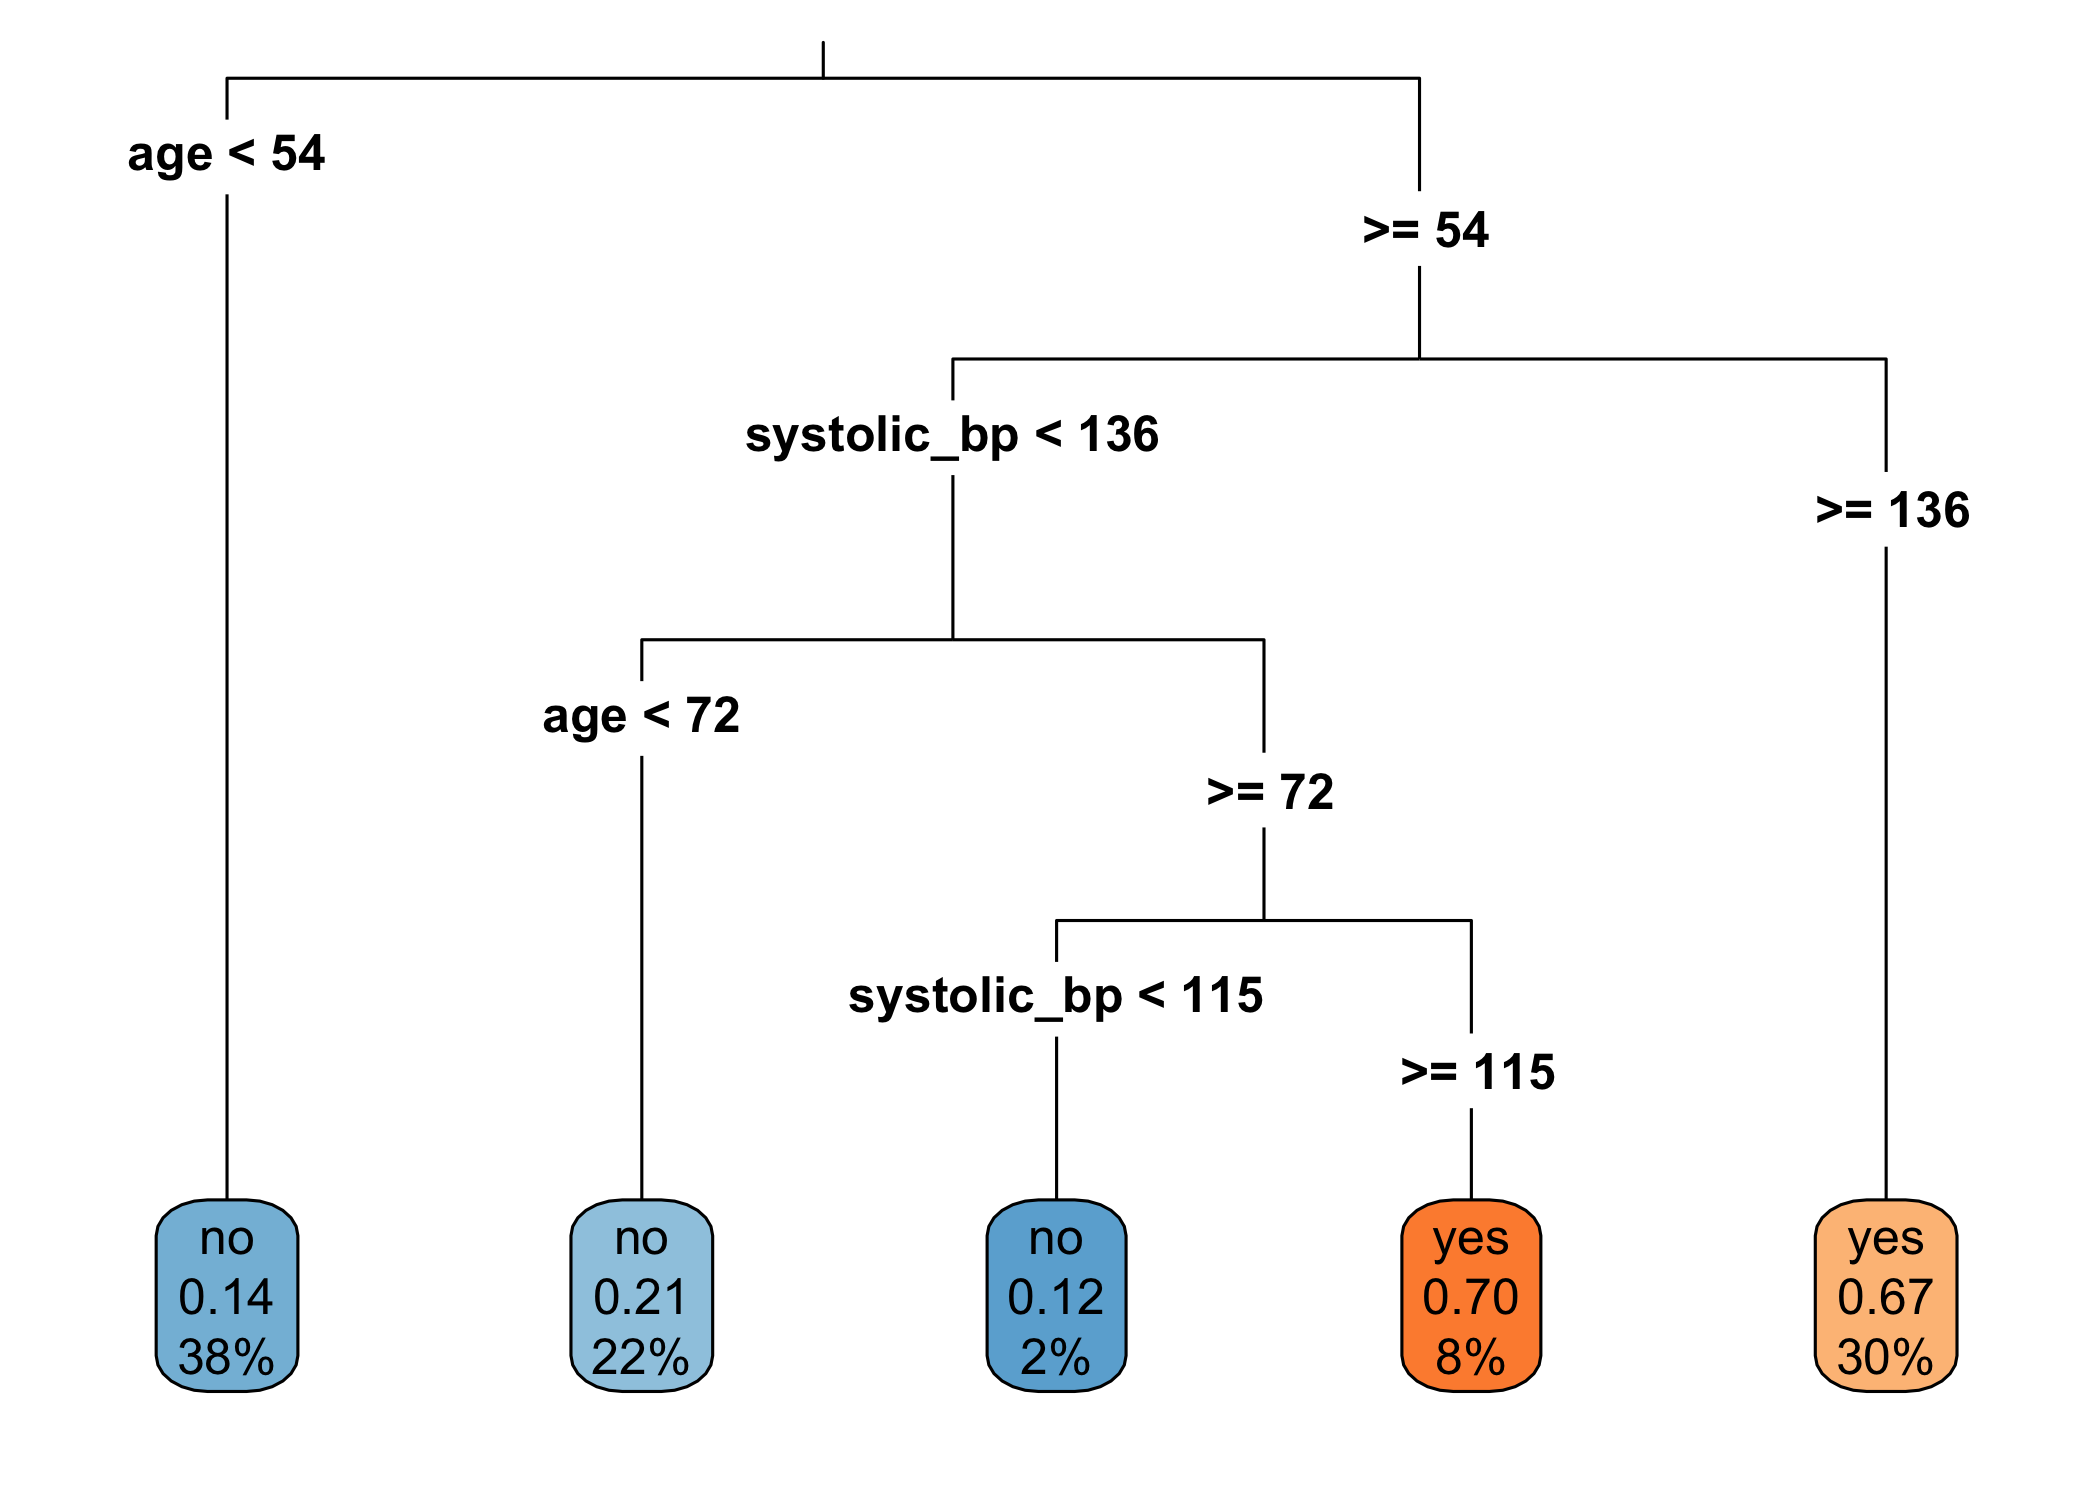 age < 54
>= 54
systolic_bp < 136
>= 136
age < 72
>= 72
systolic_bp < 115
>= 115
no
0.14
38%
no
0.21
22%
no
0.12
2%
yes
0.70
8%
yes
0.67
30%